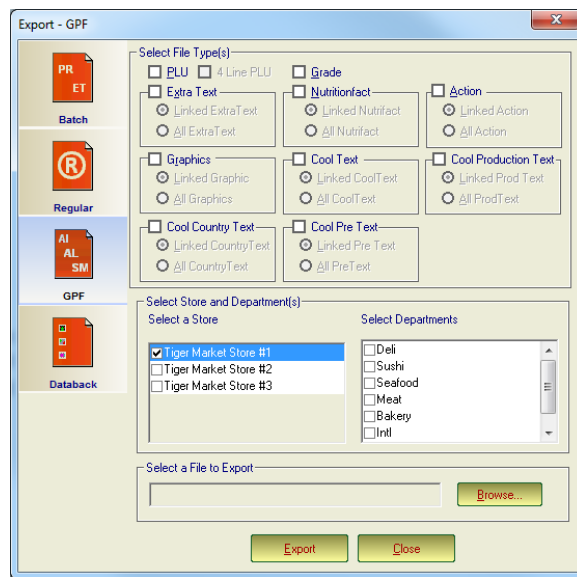 Export - GPF
PR
ET
Batch
®
Regular
AI
AL
SM
GPF
Databack
Select File Type(s)
PLU 4 Line PLU Grade
Extra Text Nutritionfact Action
Linked ExtraText Linked Nutrifact Linked Action
All ExtraText All Nutrifact All Action
Graphics Cool Text Cool Production Text
Linked Graphic Linked CoolText Linked Prod Text
All Graphics All CoolText All ProdText
Cool Country Text Cool Pre Text
Linked CountryText Linked Pre Text
All CountryText All PreText
Select Store and Department(s)
Select a Store Select Departments
Tiger Market Store #1
Tiger Market Store #2
Tiger Market Store #3
Deli
Sushi
Seafood
Meat
Bakery
Intl
Select a File to Export
Browse...
Export Close